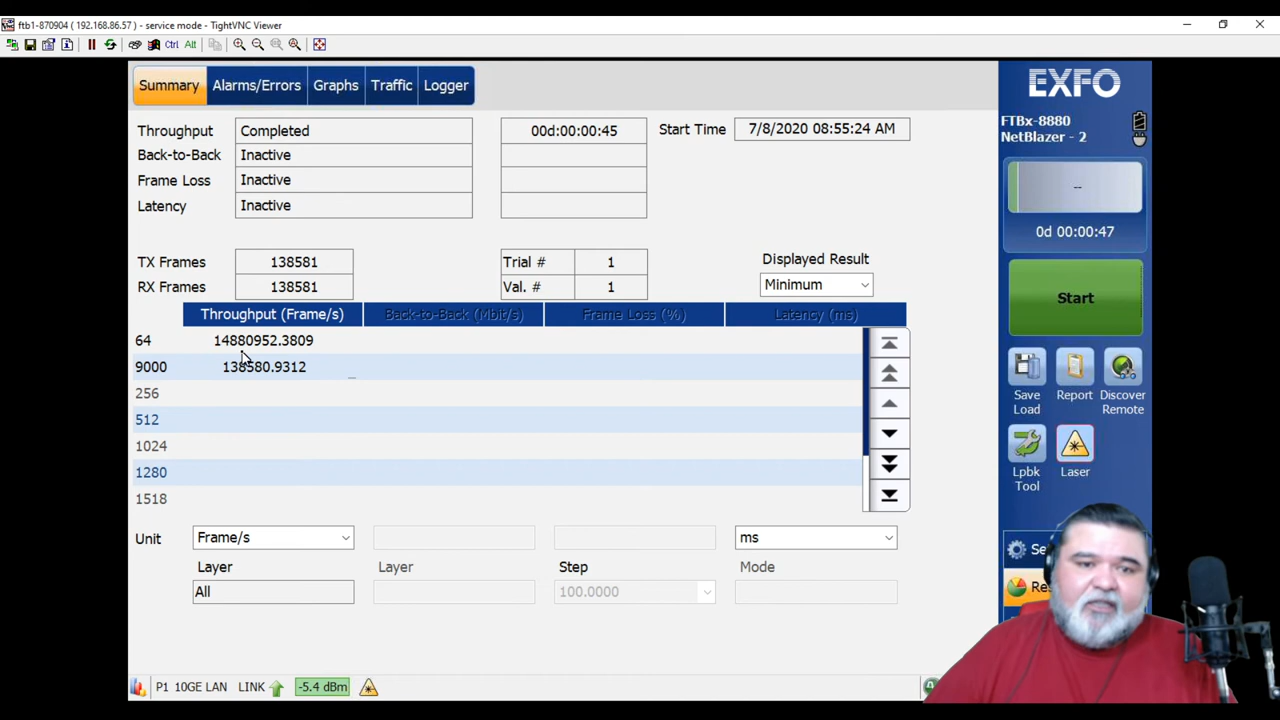 ftb1-870904 ( 192.168.86.57 ) - service mode - TightVNC Viewer
Ctrl Alt
Summary Alarms/Errors Graphs Traffic Logger
EXFO
FTBx-8880
NetBlazer - 2
Throughput Completed 00d:00:00:45 Start Time 7/8/2020 08:55:24 AM
Back-to-Back Inactive
Frame Loss Inactive
Latency Inactive
--
0d 00:00:47
TX Frames 138581 Trial # 1 Displayed Result
RX Frames 138581 Val. # 1 Minimum
Start
Throughput (Frame/s) Back-to-Back (Mbit/s) Frame Loss (%) Latency (ms)
64 14880952.3809
9000 138580.9312
256
512
1024
1280
1518
Save Load
Report
Discover Remote
Lpbk Tool
Laser
Unit Frame/s ms
Layer Layer Step Mode
All 100.0000
P1 10GE LAN LINK -5.4 dBm